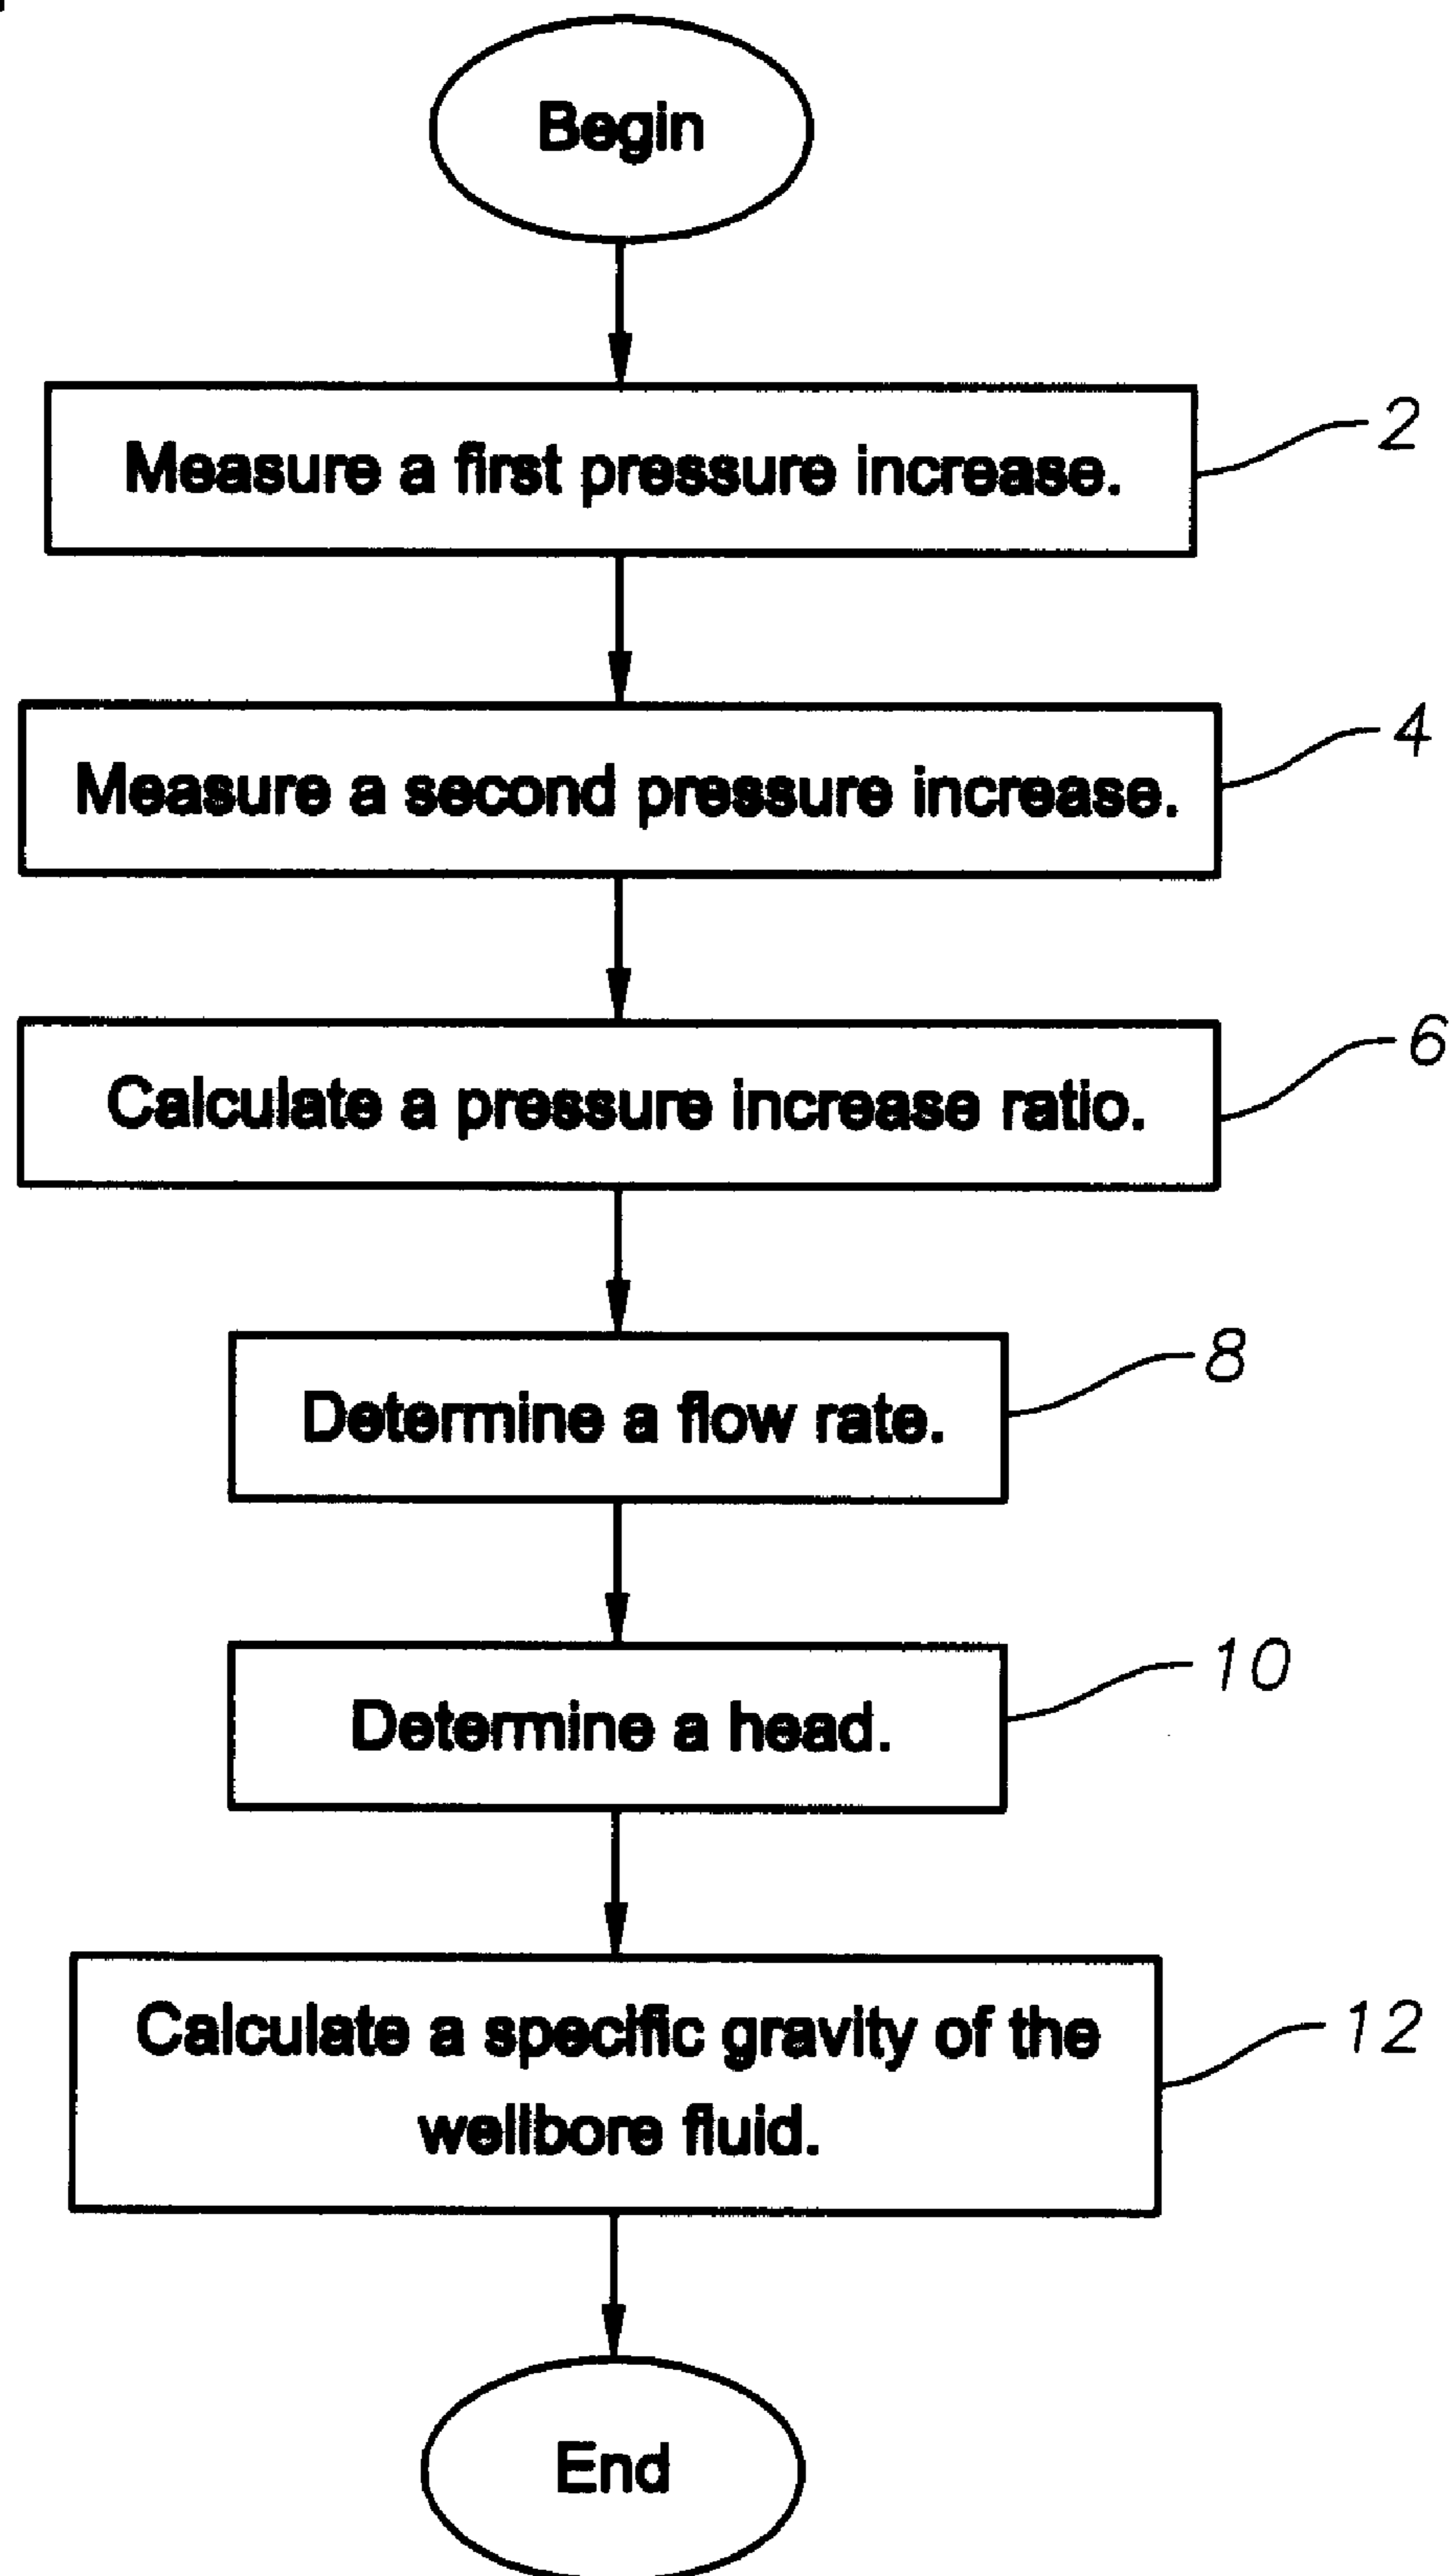 Begin
Measure a first pressure increase.
2
Measure a second pressure increase.
4
Calculate a pressure increase ratio.
6
Determine a flow rate.
8
Determine a head.
10
Calculate a specific gravity of the
wellbore fluid.
12
End